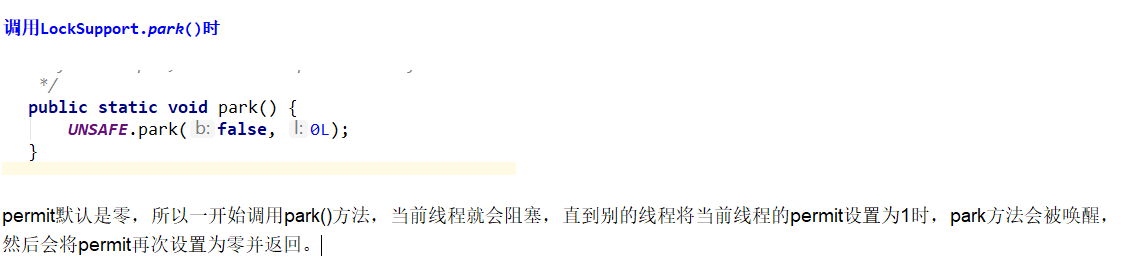 调用LockSupport.park()时
*/
public static void park() {
UNSAFE.park( b: false, l: 0L);
}
permit默认是零，所以一开始调用park()方法，当前线程就会阻塞，直到别的线程将当前线程的permit设置为1时，park方法会被唤醒，
然后会将permit再次设置为零并返回。